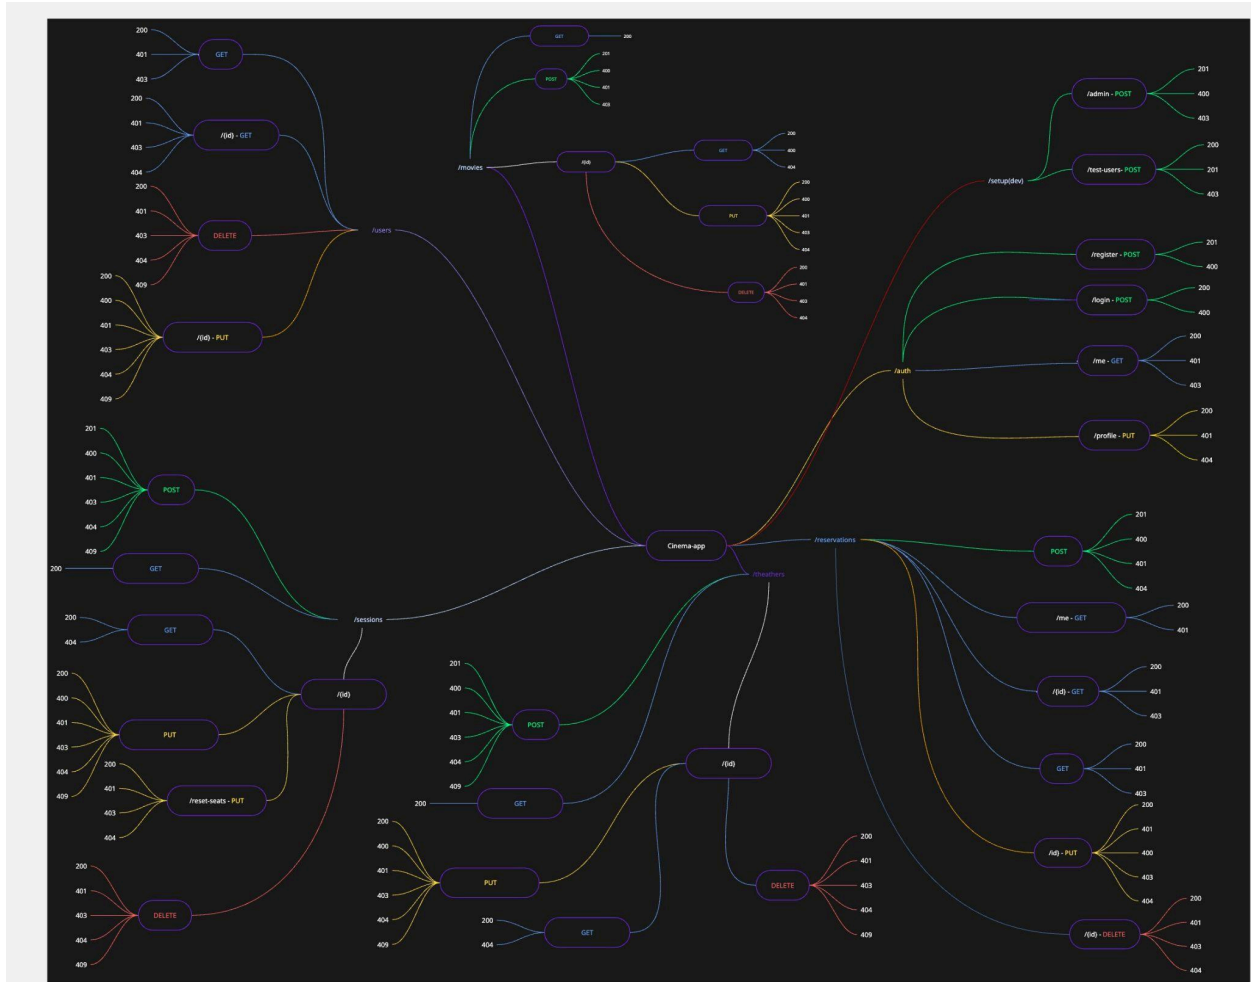 200
401
403
GET
200
401
403
404
/(id) - GET
200
401
403
404
409
DELETE
200
400
401
403
404
409
/(id) - PUT
/users
GET
200
POST
201
400
401
403
/movies
/(id)
GET
200
400
404
PUT
200
400
401
403
404
DELETE
200
401
403
404
/setup(dev)
/admin - POST
201
400
403
/test-users- POST
200
201
403
/auth
/register - POST
201
400
/login - POST
200
400
/me - GET
200
401
403
/profile - PUT
200
401
404
Cinema-app
201
400
401
403
404
409
POST
200
GET
/sessions
200
404
GET
/(id)
200
400
401
403
404
409
PUT
200
401
403
404
/reset-seats - PUT
200
401
403
404
409
DELETE
/theathers
201
400
401
403
404
409
POST
200
GET
/(id)
200
400
401
403
404
409
PUT
200
404
GET
DELETE
200
401
403
404
409
/reservations
POST
201
400
401
404
/me - GET
200
401
/(id) - GET
200
401
403
GET
200
401
403
/id) - PUT
200
401
400
403
404
/(id) - DELETE
200
401
403
404